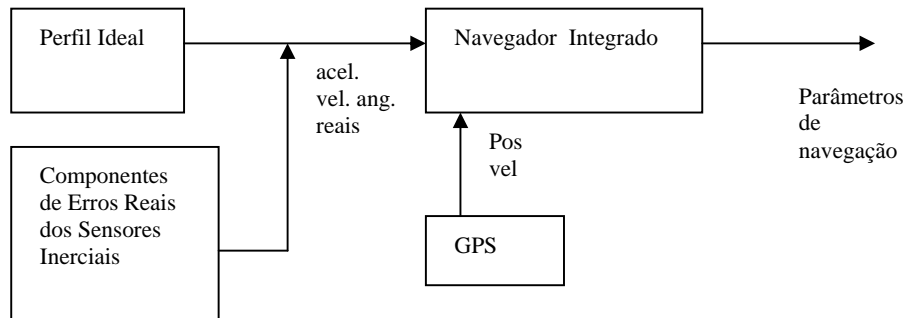 Perfil Ideal
Navegador Integrado
acel.
vel. ang.
reais
Parâmetros
de
navegação
Pos
vel
Componentes
de Erros Reais
dos Sensores
Inerciais
GPS